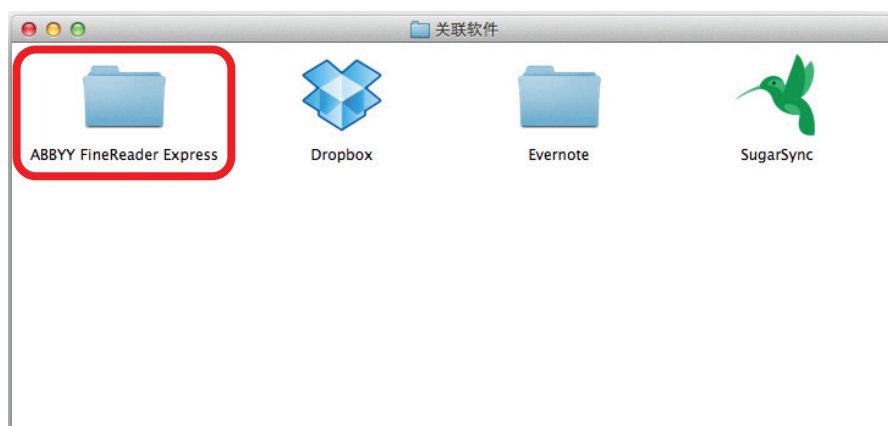 关联软件
ABBYY FineReader Express
Dropbox
Evernote
SugarSync